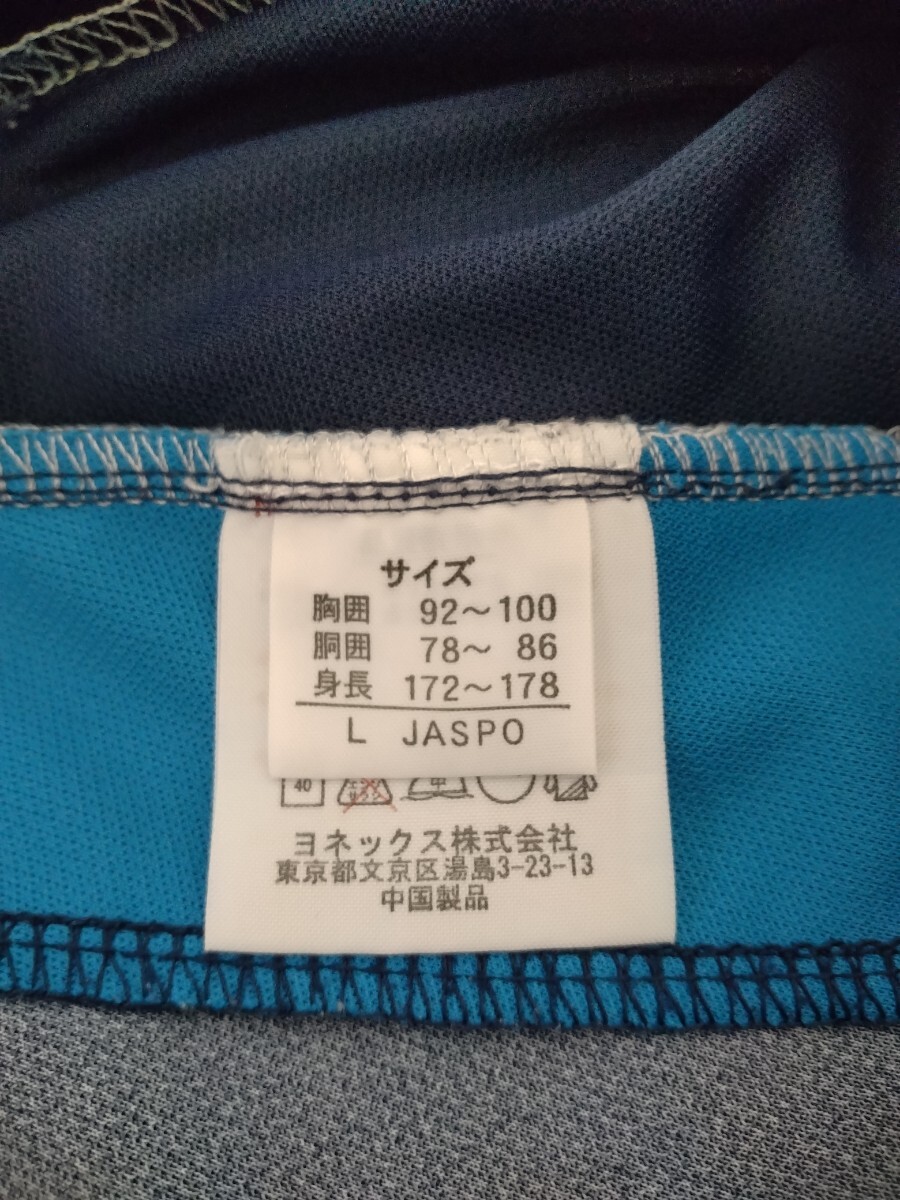 サイズ
胸囲 92～100
胴囲 78～ 86
身長 172～178
L JASPO
40 中
ヨネックス株式会社
東京都文京区湯島3-23-13
中国製品